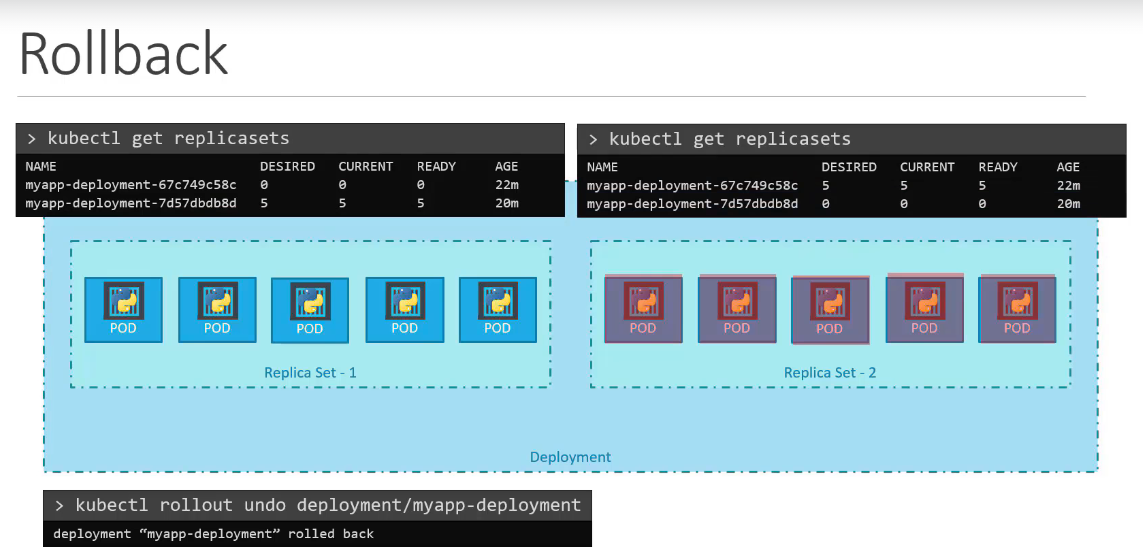 Rollback
> kubectl get replicasets
NAME DESIRED CURRENT READY AGE
myapp-deployment-67c749c58c 0 0 0 22m
myapp-deployment-7d57dbdb8d 5 5 5 20m
> kubectl get replicasets
NAME DESIRED CURRENT READY AGE
myapp-deployment-67c749c58c 5 5 5 22m
myapp-deployment-7d57dbdb8d 0 0 0 20m
POD POD POD POD POD
Replica Set - 1
POD POD POD POD POD
Replica Set - 2
Deployment
> kubectl rollout undo deployment/myapp-deployment
deployment “myapp-deployment” rolled back